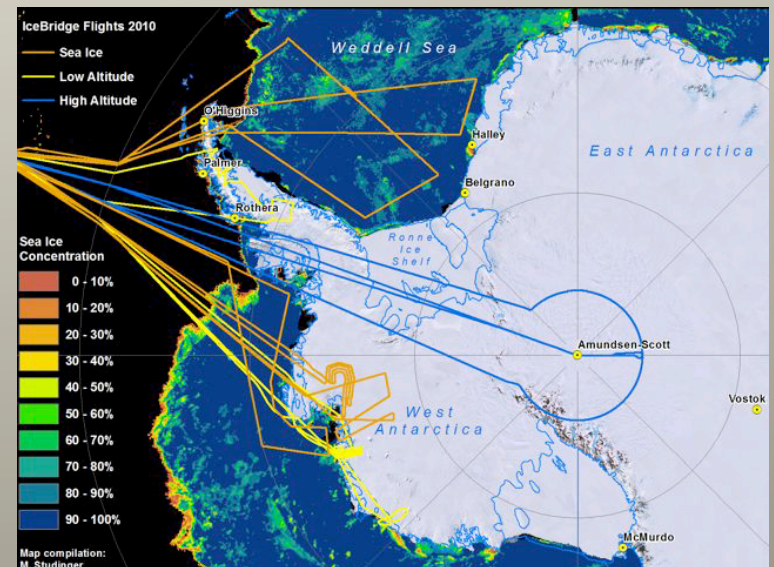 IceBridge Flights 2010
Sea Ice
Low Altitude
High Altitude
Weddell Sea
O'Higgins
Palmer
Rothera
Halley
Belgrano
East Antarctica
Ronne
Ice
Shelf
Amundsen-Scott
Vostok
West
Antarctica
McMurdo
Sea Ice
Concentration
0 - 10%
10 - 20%
20 - 30%
30 - 40%
40 - 50%
50 - 60%
60 - 70%
70 - 80%
80 - 90%
90 - 100%
Map compilation:
M. Studinger